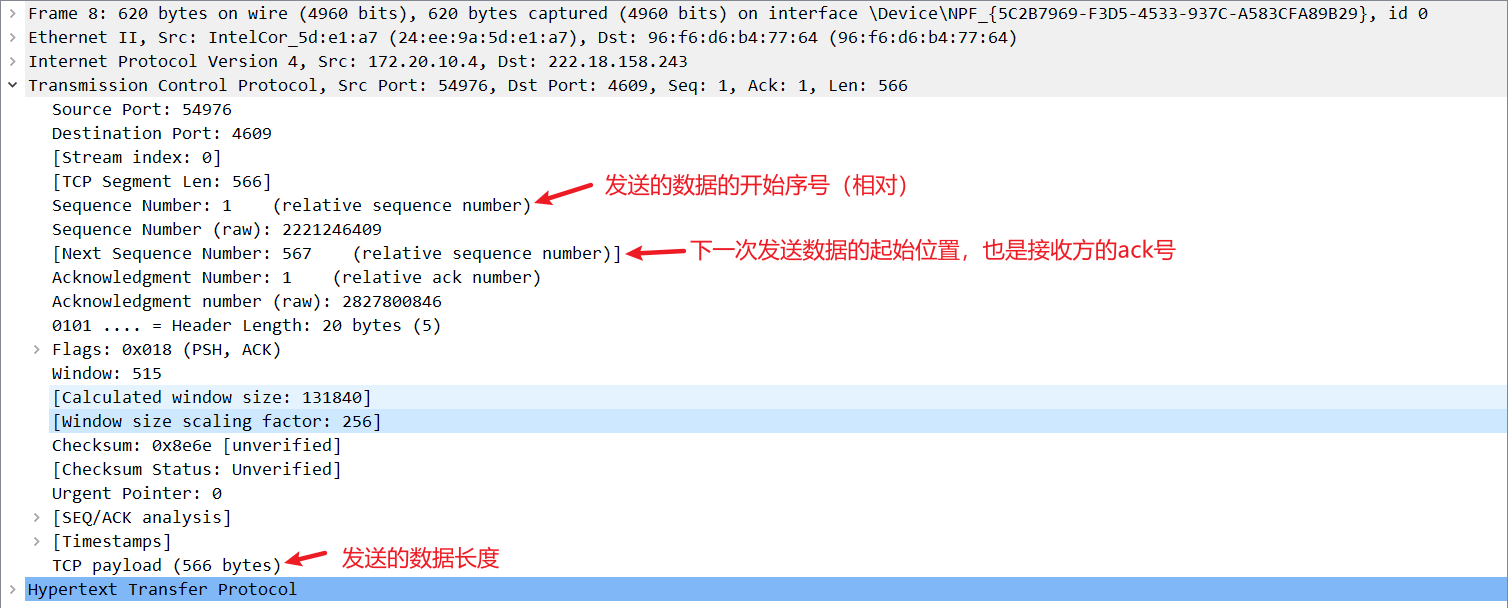 Frame 8: 620 bytes on wire (4960 bits), 620 bytes captured (4960 bits) on interface \Device\NPF_{5C2B7969-F3D5-4533-937C-A583CFA89B29}, id 0
Ethernet II, Src: IntelCor_5d:e1:a7 (24:ee:9a:5d:e1:a7), Dst: 96:f6:d6:b4:77:64 (96:f6:d6:b4:77:64)
Internet Protocol Version 4, Src: 172.20.10.4, Dst: 222.18.158.243
Transmission Control Protocol, Src Port: 54976, Dst Port: 4609, Seq: 1, Ack: 1, Len: 566
Source Port: 54976
Destination Port: 4609
[Stream index: 0]
[TCP Segment Len: 566]
Sequence Number: 1    (relative sequence number) 发送的数据的开始序号（相对）
Sequence Number (raw): 2221246409
[Next Sequence Number: 567    (relative sequence number)] 下一次发送数据的起始位置，也是接收方的ack号
Acknowledgment Number: 1    (relative ack number)
Acknowledgment number (raw): 2827800846
0101 .... = Header Length: 20 bytes (5)
Flags: 0x018 (PSH, ACK)
Window: 515
[Calculated window size: 131840]
[Window size scaling factor: 256]
Checksum: 0x8e6e [unverified]
[Checksum Status: Unverified]
Urgent Pointer: 0
[SEQ/ACK analysis]
[Timestamps]
TCP payload (566 bytes) 发送的数据长度
Hypertext Transfer Protocol